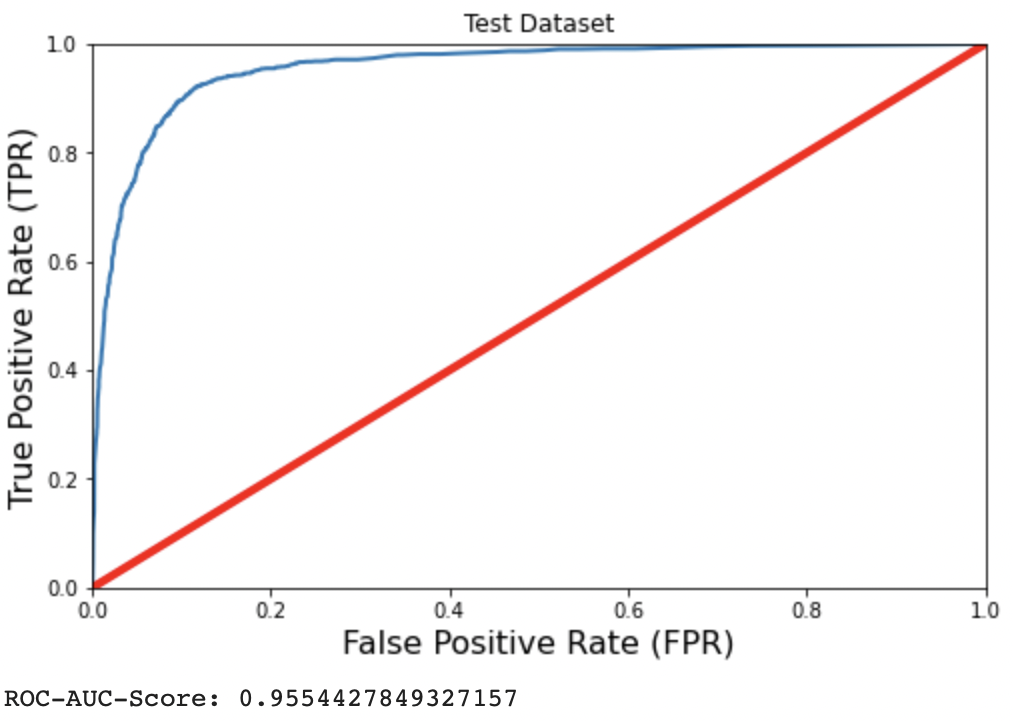 Test Dataset
True Positive Rate (TPR)
1.0
0.8
0.6
0.4
0.2
0.0
0.0 0.2 0.4 0.6 0.8 1.0
False Positive Rate (FPR)
ROC-AUC-Score: 0.9554427849327157